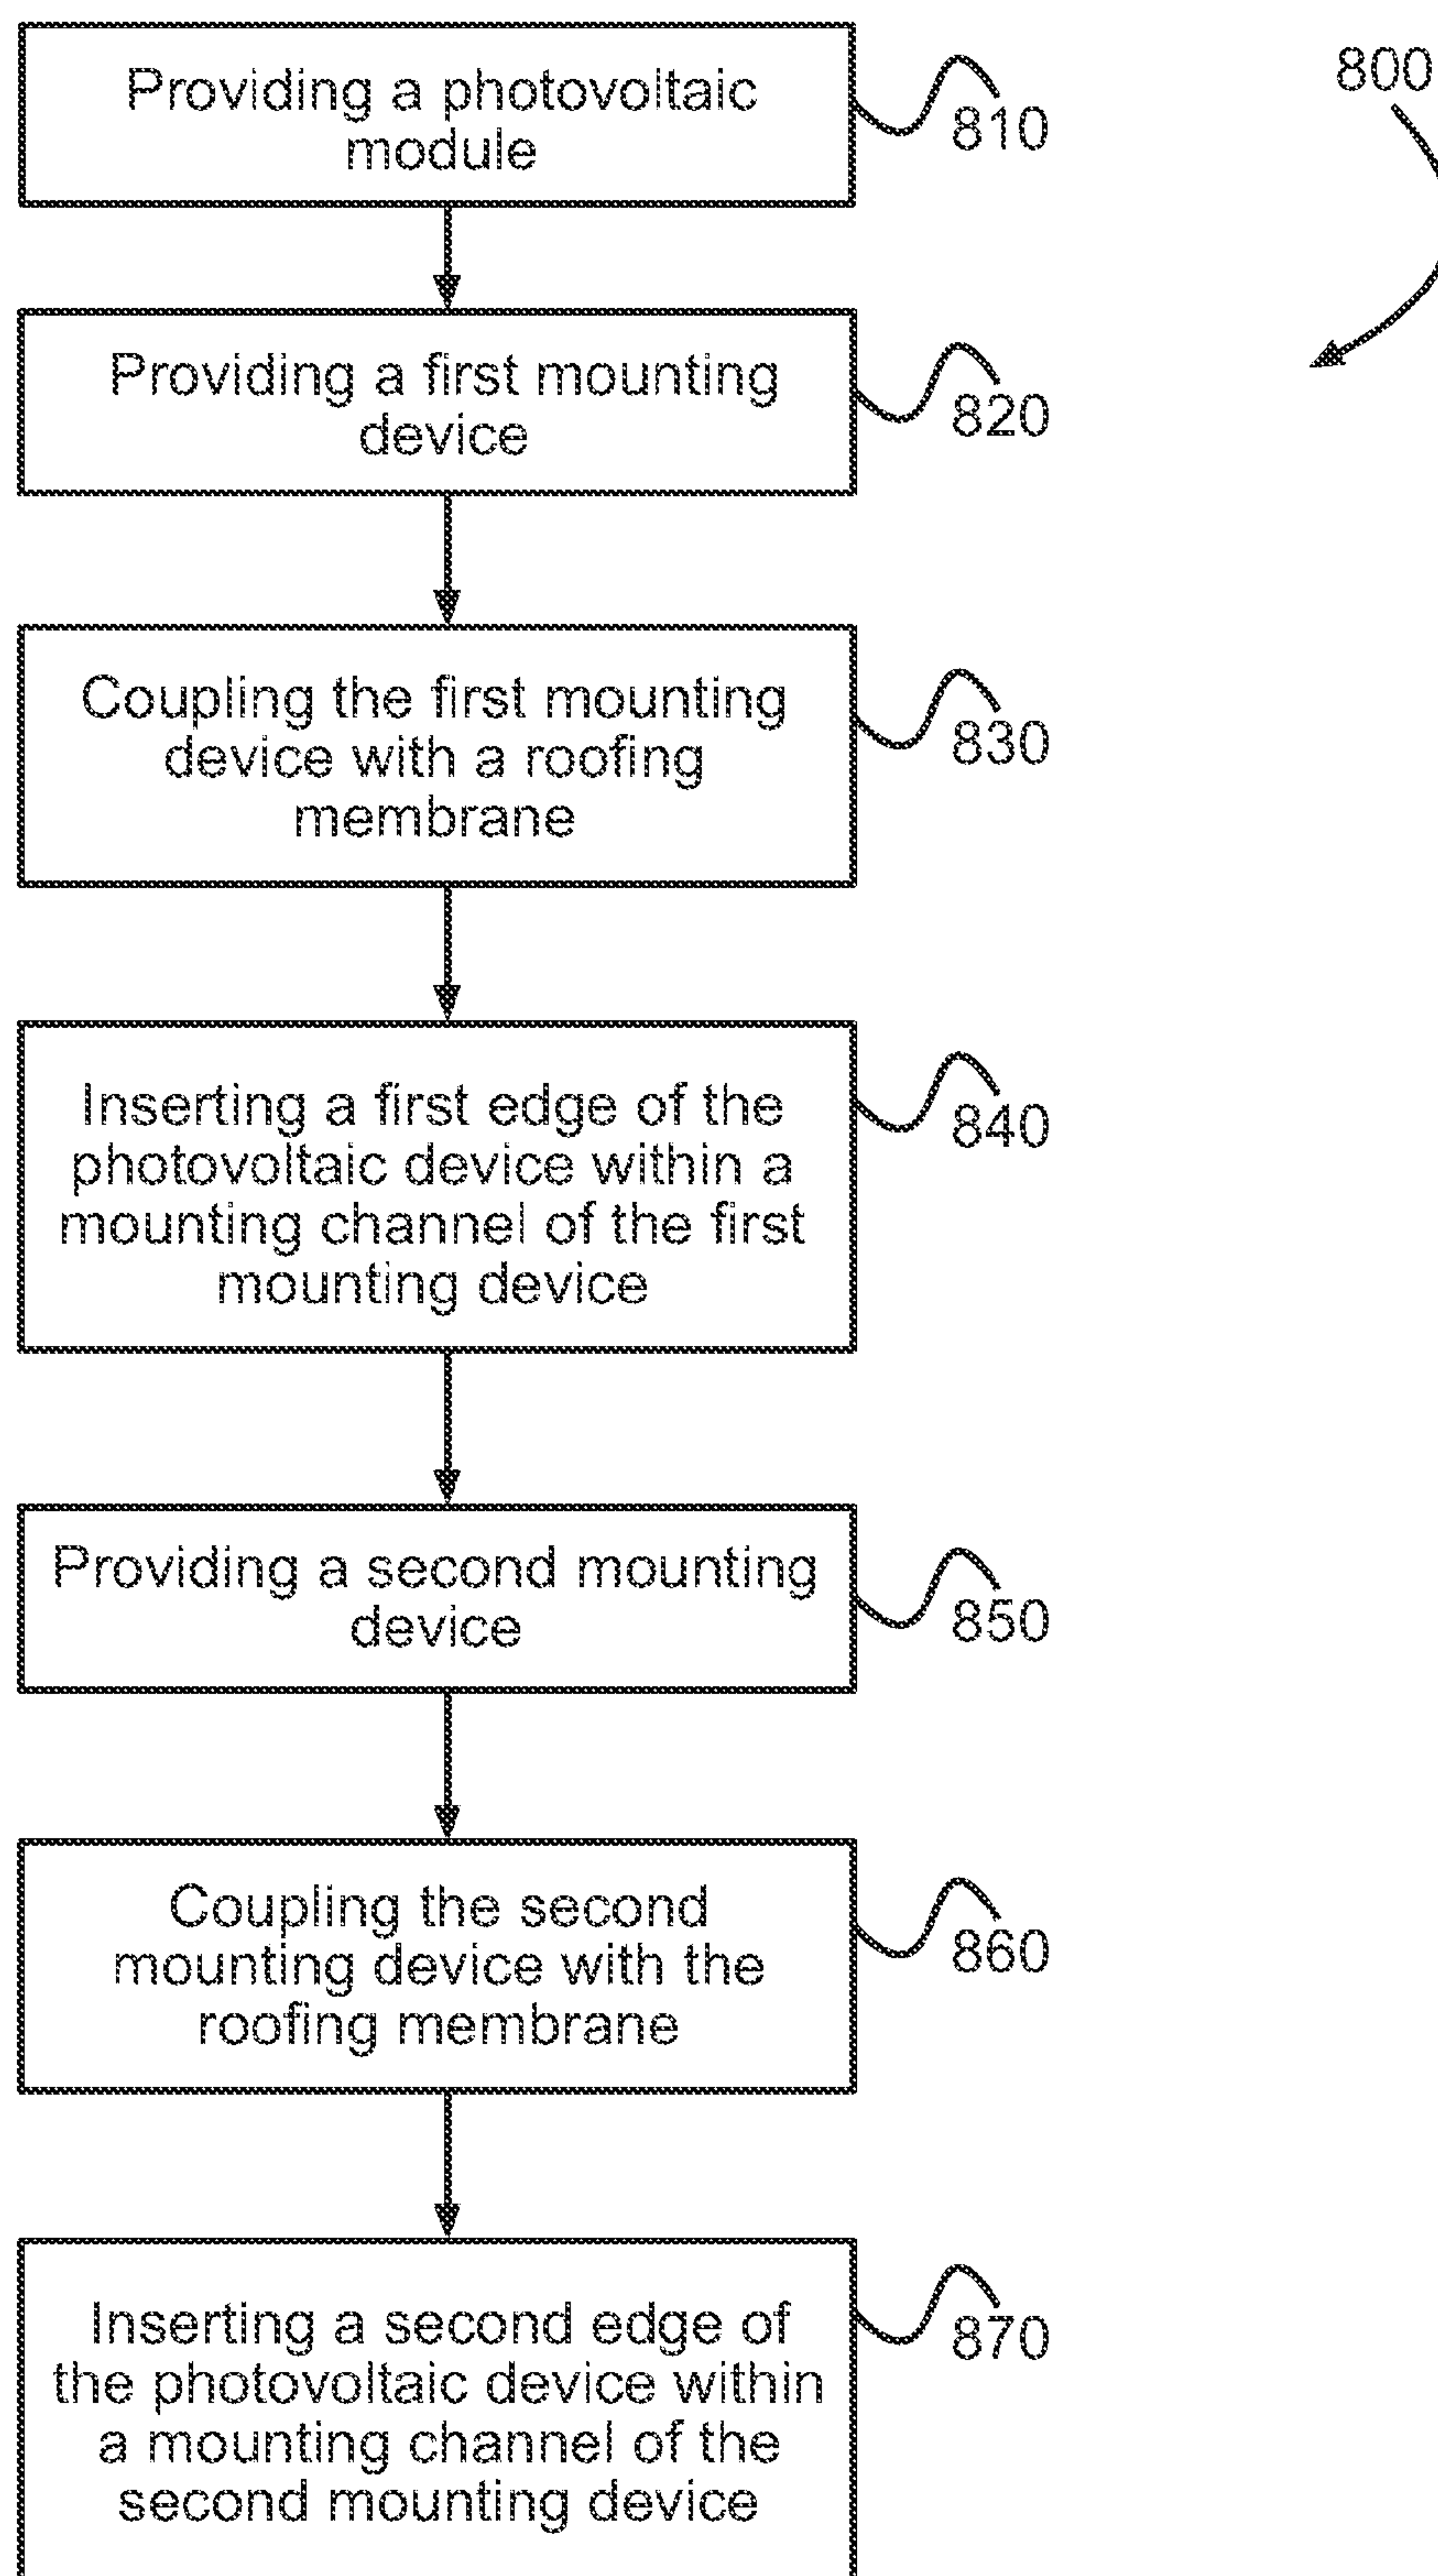 800
Providing a photovoltaic
module
810
Providing a first mounting
device
820
Coupling the first mounting
device with a roofing
membrane
830
Inserting a first edge of the
photovoltaic device within a
mounting channel of the first
mounting device
840
Providing a second mounting
device
850
Coupling the second
mounting device with the
roofing membrane
860
Inserting a second edge of
the photovoltaic device within
a mounting channel of the
second mounting device
870